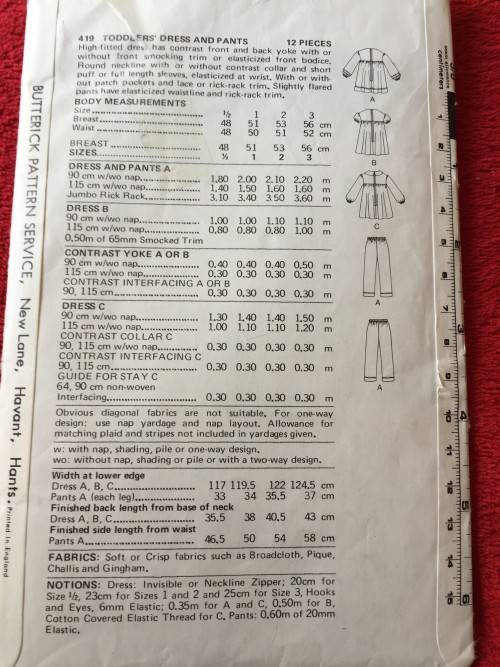 419 TODDLERS' DRESS AND PANTS 12 PIECES
High-fitted dress has contrast front and back yoke with or
without front smocking trim or elasticized front bodice.
Round neckline with or without contrast collar and short
puff or full length sleeves, elasticized at wrist. With or with-
out patch pockets and lace or rick-rack trim. Slightly flared
pants have elasticized waistline and rick-rack trim.
BODY MEASUREMENTS
Size ½ 1 2 3
Breast 48 51 53 56 cm
Waist 48 50 51 52 cm
BREAST 48 51 53 56 cm
SIZES ½ 1 2 3
DRESS AND PANTS A
90 cm w/wo nap 1,80 2.00 2,10 2,20 m
115 cm w/wo nap 1,40 1,50 1,60 1,60 m
Jumbo Rick Rack 3,10 3,40 3,50 3,60 m
DRESS B
90 cm w/wo nap 1,00 1,00 1,10 1,10 m
115 cm w/wo nap 0,80 0,80 0,80 1,00 m
0,50m of 65mm Smocked Trim
CONTRAST YOKE A OR B
90 cm w/wo nap 0,40 0,40 0,40 0,50 m
115 cm w/wo nap 0,30 0,30 0,30 0,30 m
CONTRAST INTERFACING A OR B
90, 115 cm 0,30 0,30 0,30 0,30 m
DRESS C
90 cm w/wo nap 1,30 1,40 1,40 1,50 m
115 cm w/wo nap 1.00 1,10 1,10 1.20 m
CONTRAST COLLAR C
90, 115 cm w/wo nap 0,30 0,30 0,30 0,30 m
CONTRAST INTERFACING C
90, 115 cm 0,30 0,30 0,30 0,30 m
GUIDE FOR STAY C
64, 90 cm non-woven
Interfacing 0,30 0,30 0,30 0,30 m
Obvious diagonal fabrics are not suitable. For one-way
design: use nap yardage and nap layout. Allowance for
matching plaid and stripes not included in yardages given.
w: with nap, shading, pile or one-way design.
wo: without nap, shading or pile or with a two-way design.
Width at lower edge
Dress A, B, C 117 119,5 122 124,5 cm
Pants A (each leg) 33 34 35,5 37 cm
Finished back length from base of neck
Dress A, B, C 35,5 38 40,5 43 cm
Finished side length from waist
Pants A 46,5 50 54 58 cm
FABRICS: Soft or Crisp fabrics such as Broadcloth, Pique,
Challis and Gingham.
NOTIONS: Dress: Invisible or Neckline Zipper; 20cm for
Size ½, 23cm for Sizes 1 and 2 and 25cm for Size 3, Hooks
and Eyes, 6mm Elastic; 0.35m for A and C, 0,50m for B,
Cotton Covered Elastic Thread for C. Pants: 0,60m of 20mm
Elastic.
A
B
C
A
A
BUTTERICK PATTERN SERVICE, New Lane, Havant, Hants. Printed in England
centimeters